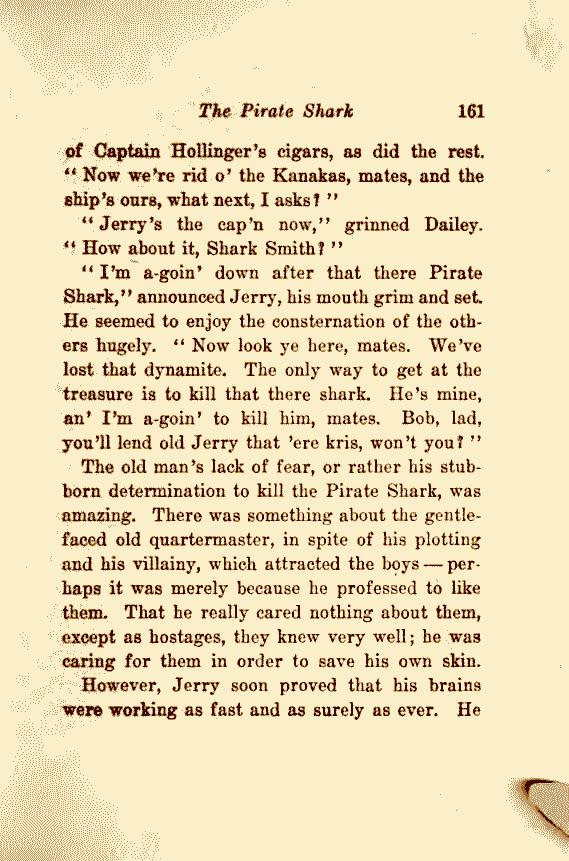 The Pirate Shark 161
of Captain Hollinger's cigars, as did the rest.
" Now we're rid o' the Kanakas, mates, and the
ship's ours, what next, I asks? "
" Jerry's the cap'n now," grinned Dailey.
" How about it, Shark Smith? "
" I'm a-goin' down after that there Pirate
Shark," announced Jerry, his mouth grim and set.
He seemed to enjoy the consternation of the oth-
ers hugely. " Now look ye here, mates. We've
lost that dynamite. The only way to get at the
treasure is to kill that there shark. He's mine,
an' I'm a-goin' to kill him, mates. Bob, lad,
you'll lend old Jerry that 'ere kris, won't you? "
The old man's lack of fear, or rather his stub-
born determination to kill the Pirate Shark, was
amazing. There was something about the gentle-
faced old quartermaster, in spite of his plotting
and his villainy, which attracted the boys — per-
haps it was merely because he professed to like
them. That he really cared nothing about them,
except as hostages, they knew very well; he was
caring for them in order to save his own skin.
However, Jerry soon proved that his brains
were working as fast and as surely as ever. He